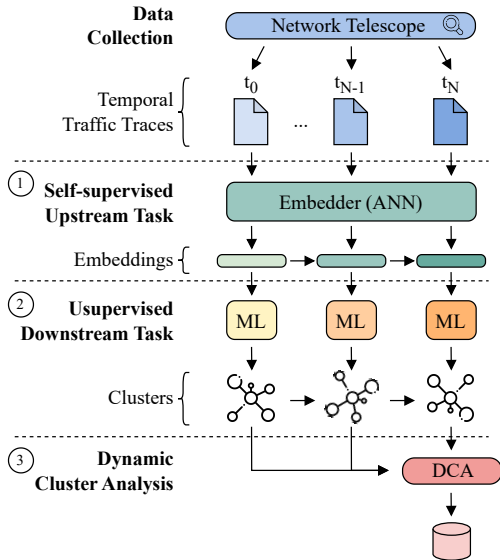 Data
Collection
Network Telescope
Temporal
Traffic Traces
t0
...
tN-1
tN
1
Self-supervised
Upstream Task
Embedder (ANN)
Embeddings
2
Usupervised
Downstream Task
ML
ML
ML
Clusters
3
Dynamic
Cluster Analysis
DCA